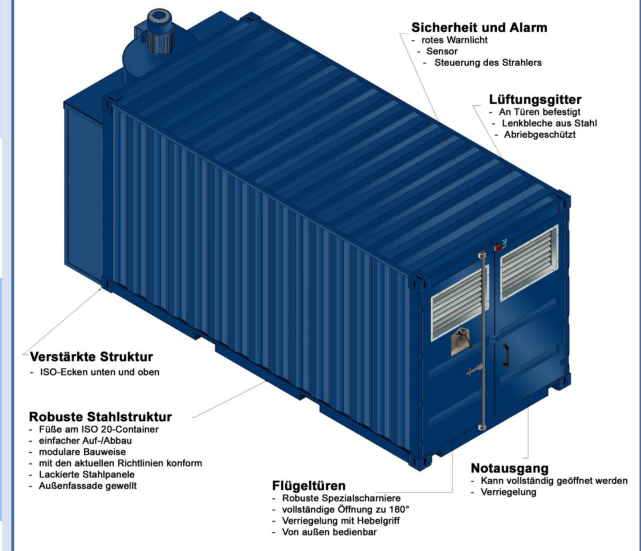 Sicherheit und Alarm
- rotes Warnlicht
- Sensor
- Steuerung des Strahlers
Lüftungsgitter
- An Türen befestigt
- Lenkbleche aus Stahl
- Abriebgeschützt
Verstärkte Struktur
- ISO-Ecken unten und oben
Robuste Stahlstruktur
- Füße am ISO 20-Container
- einfacher Auf-/Abbau
- modulare Bauweise
- mit den aktuellen Richtlinien konform
- Lackierte Stahlpanele
- Außenfassade gewellt
Flügeltüren
- Robuste Spezialscharniere
- vollständige Öffnung zu 180°
- Verriegelung mit Hebelgriff
- Von außen bedienbar
Notausgang
- Kann vollständig geöffnet werden
- Verriegelung